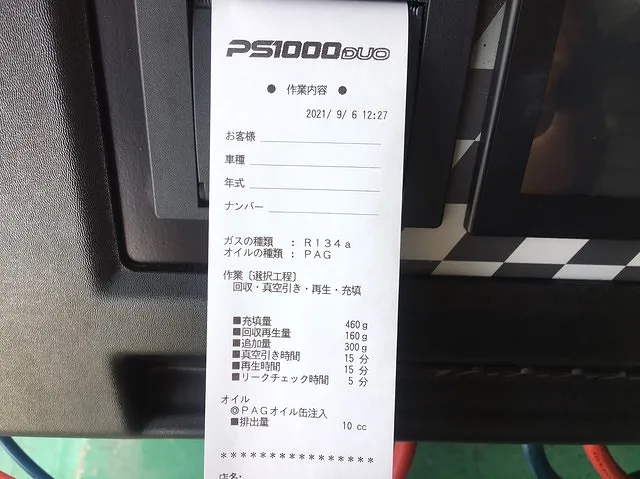 PS1000DUO
● 作業内容 ●
2021/ 9/ 6 12:27
お客様
車種
年式
ナンバー
ガスの種類 : R134a
オイルの種類 : PAG
作業〔選択工程〕
回収・真空引き・再生・充填
■充填量 460g
■回収再生量 160g
■追加量 300g
■真空引き時間 15 分
■再生時間 15 分
■リークチェック時間 5 分
オイル
◎PAGオイル缶注入
■排出量 10 cc
* * * * * * * * * * * * * * * *
店名: